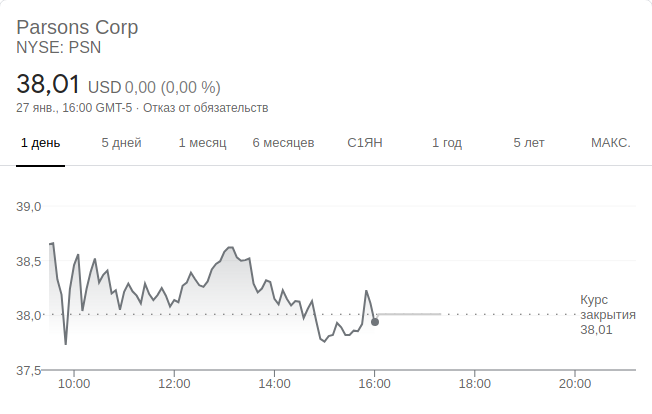 Parsons Corp
NYSE: PSN
38,01 USD 0,00 (0,00 %)
27 янв., 16:00 GMT-5 · Отказ от обязательств
1 день 5 дней 1 месяц 6 месяцев С1ЯН 1 год 5 лет МАКС.
39,0
38,5
38,0
37,5
Курс
закрытия
38,01
10:00 12:00 14:00 16:00 18:00 20:00